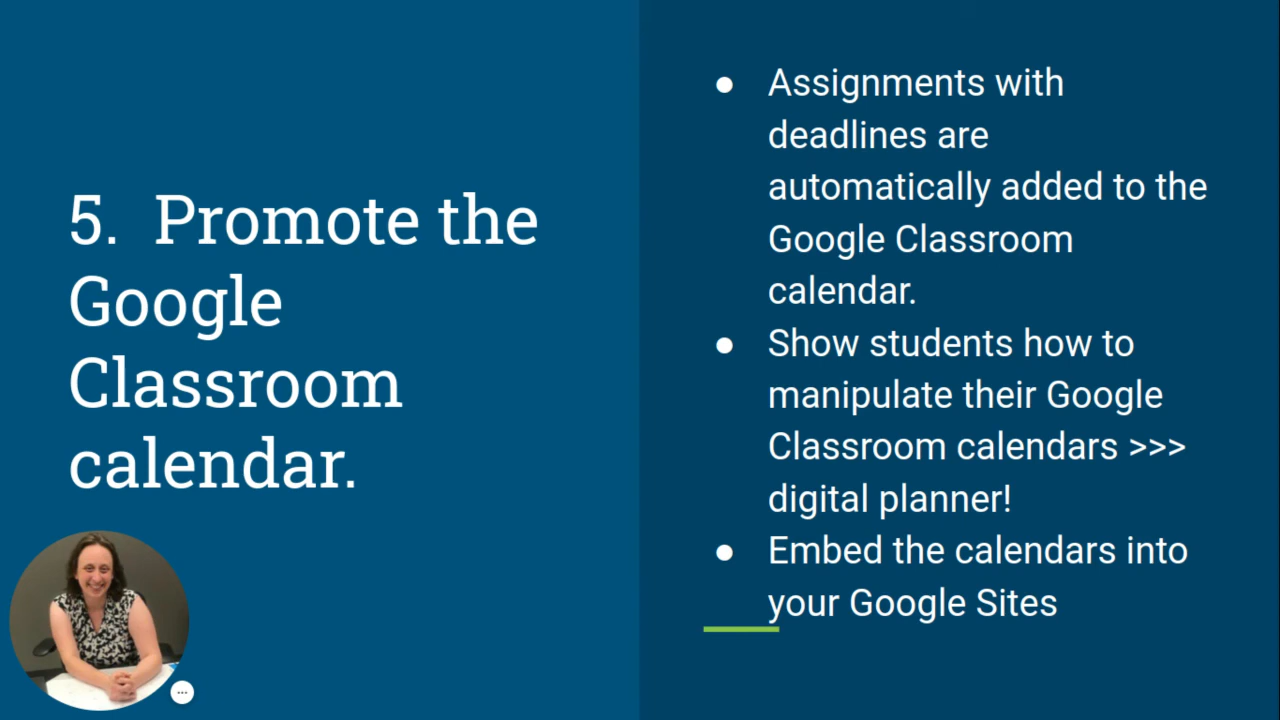 5.  Promote the
Google
Classroom
calendar.
● Assignments with
deadlines are
automatically added to the
Google Classroom
calendar.
● Show students how to
manipulate their Google
Classroom calendars >>>
digital planner!
● Embed the calendars into
your Google Sites